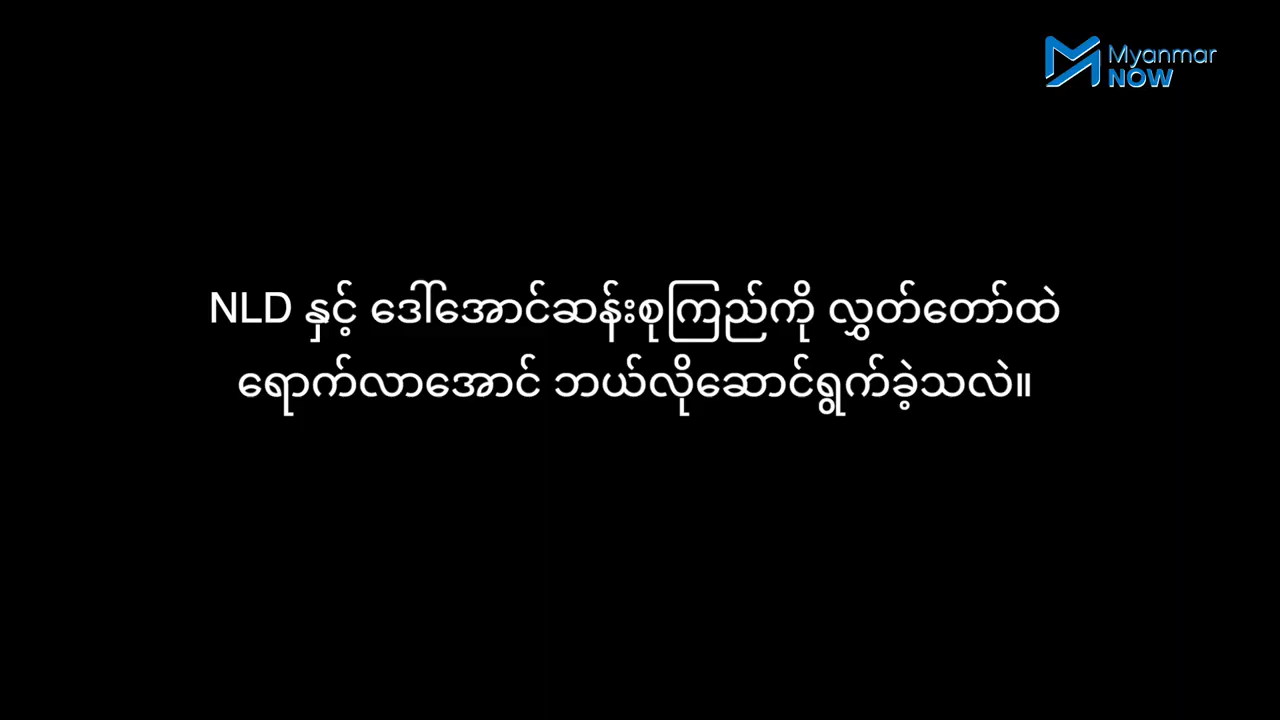 Myanmar
NOW
NLD နှင့် ဒေါ်အောင်ဆန်းစုကြည်ကို လွှတ်တော်ထဲ
ရောက်လာအောင် ဘယ်လိုဆောင်ရွက်ခဲ့သလဲ။